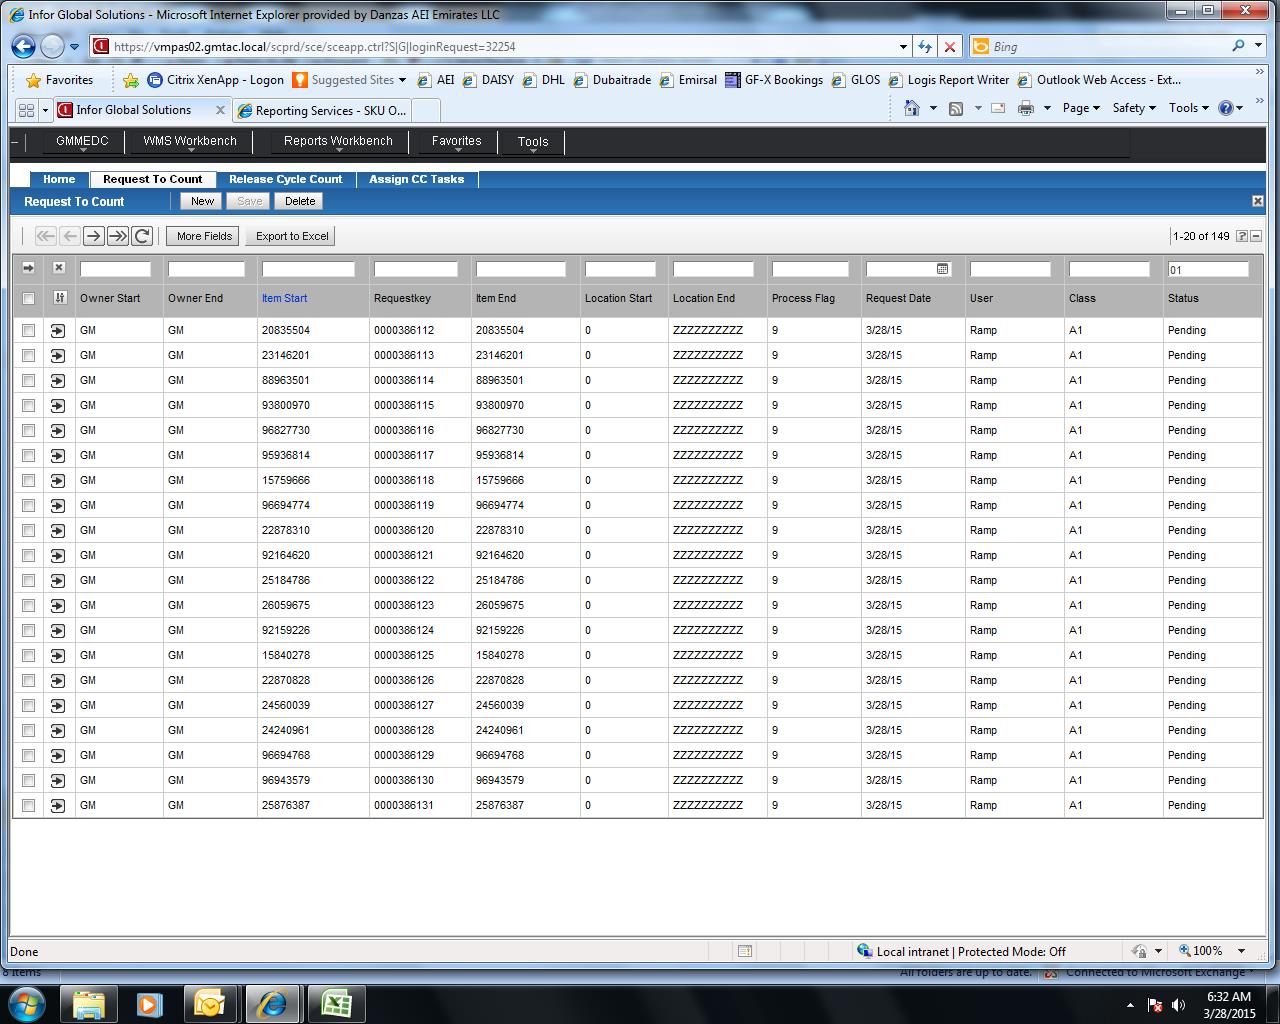 Infor Global Solutions - Microsoft Internet Explorer provided by Danzas AEI Emirates LLC
https://vmpas02.gmtac.local/scprd/sce/sceapp.ctrl?S|G|loginRequest=32254
Bing
Favorites Citrix XenApp - Logon Suggested Sites AEI DAISY DHL Dubaitrade Emirsal GF-X Bookings GLOS Logis Report Writer Outlook Web Access - Ext...
Infor Global Solutions Reporting Services - SKU O... Page Safety Tools
GMMEDC WMS Workbench Reports Workbench Favorites Tools
Home Request To Count Release Cycle Count Assign CC Tasks
Request To Count New Save Delete
More Fields Export to Excel 1-20 of 149
01
Owner Start Owner End Item Start Requestkey Item End Location Start Location End Process Flag Request Date User Class Status
GM GM 20835504 0000386112 20835504 0 ZZZZZZZZZZ 9 3/28/15 Ramp A1 Pending
GM GM 23146201 0000386113 23146201 0 ZZZZZZZZZZ 9 3/28/15 Ramp A1 Pending
GM GM 88963501 0000386114 88963501 0 ZZZZZZZZZZ 9 3/28/15 Ramp A1 Pending
GM GM 93800970 0000386115 93800970 0 ZZZZZZZZZZ 9 3/28/15 Ramp A1 Pending
GM GM 96827730 0000386116 96827730 0 ZZZZZZZZZZ 9 3/28/15 Ramp A1 Pending
GM GM 95936814 0000386117 95936814 0 ZZZZZZZZZZ 9 3/28/15 Ramp A1 Pending
GM GM 15759666 0000386118 15759666 0 ZZZZZZZZZZ 9 3/28/15 Ramp A1 Pending
GM GM 96694774 0000386119 96694774 0 ZZZZZZZZZZ 9 3/28/15 Ramp A1 Pending
GM GM 22878310 0000386120 22878310 0 ZZZZZZZZZZ 9 3/28/15 Ramp A1 Pending
GM GM 92164620 0000386121 92164620 0 ZZZZZZZZZZ 9 3/28/15 Ramp A1 Pending
GM GM 25184786 0000386122 25184786 0 ZZZZZZZZZZ 9 3/28/15 Ramp A1 Pending
GM GM 26059675 0000386123 26059675 0 ZZZZZZZZZZ 9 3/28/15 Ramp A1 Pending
GM GM 92159226 0000386124 92159226 0 ZZZZZZZZZZ 9 3/28/15 Ramp A1 Pending
GM GM 15840278 0000386125 15840278 0 ZZZZZZZZZZ 9 3/28/15 Ramp A1 Pending
GM GM 22870828 0000386126 22870828 0 ZZZZZZZZZZ 9 3/28/15 Ramp A1 Pending
GM GM 24560039 0000386127 24560039 0 ZZZZZZZZZZ 9 3/28/15 Ramp A1 Pending
GM GM 24240961 0000386128 24240961 0 ZZZZZZZZZZ 9 3/28/15 Ramp A1 Pending
GM GM 96694768 0000386129 96694768 0 ZZZZZZZZZZ 9 3/28/15 Ramp A1 Pending
GM GM 96943579 0000386130 96943579 0 ZZZZZZZZZZ 9 3/28/15 Ramp A1 Pending
GM GM 25876387 0000386131 25876387 0 ZZZZZZZZZZ 9 3/28/15 Ramp A1 Pending
Done Local intranet | Protected Mode: Off 100%
8 Items All folders are up to date. Connected to Microsoft Exchange
6:32 AM
3/28/2015